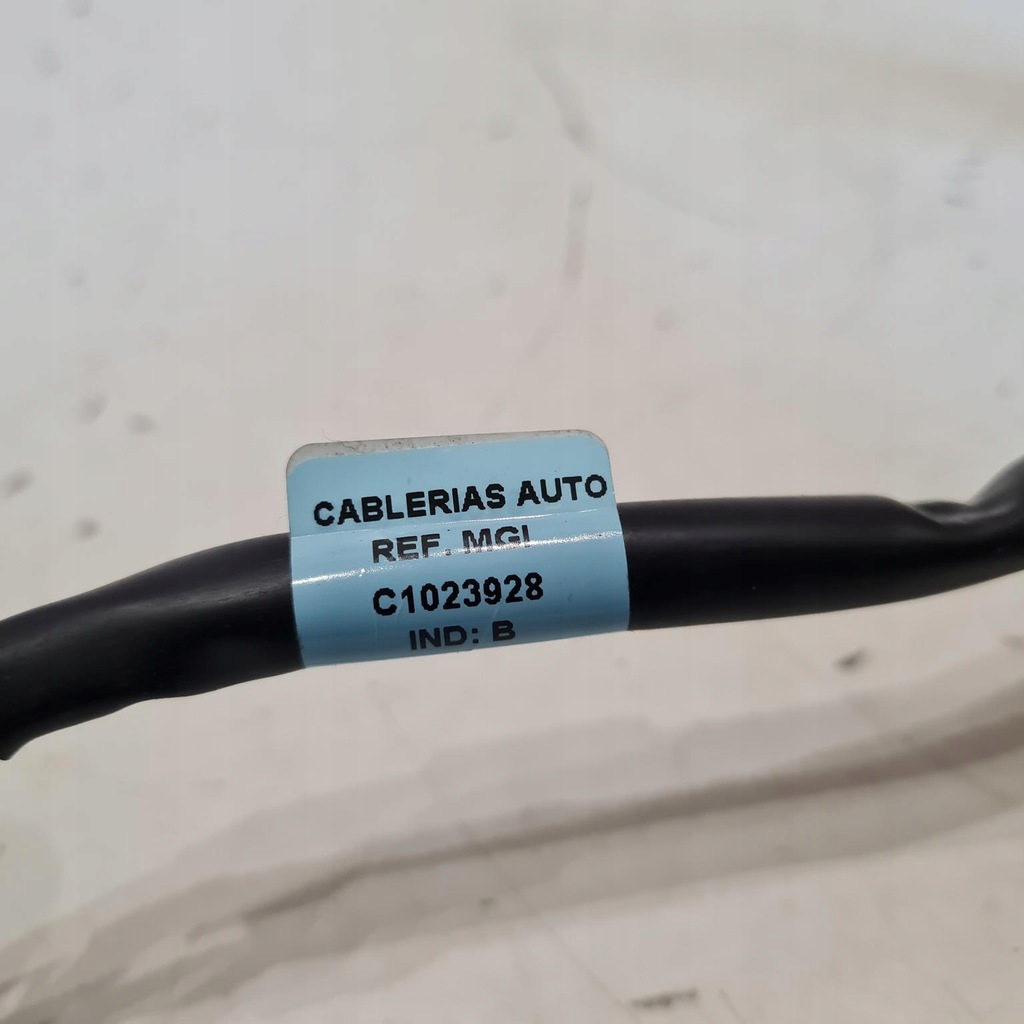 CABLERIAS AUTO
REF. MGI
C1023928
IND: B